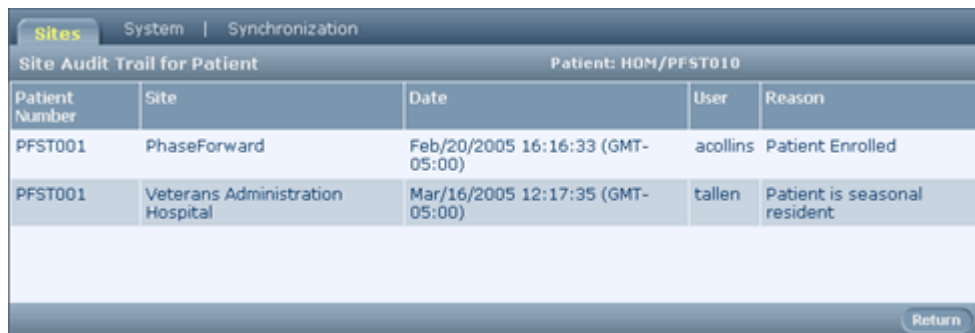 Sites System | Synchronization
Site Audit Trail for Patient Patient: HOM/PFST010
Patient Number Site Date User Reason
PFST001 PhaseForward Feb/20/2005 16:16:33 (GMT-05:00) acollins Patient Enrolled
PFST001 Veterans Administration Hospital Mar/16/2005 12:17:35 (GMT-05:00) tallen Patient is seasonal resident
Return